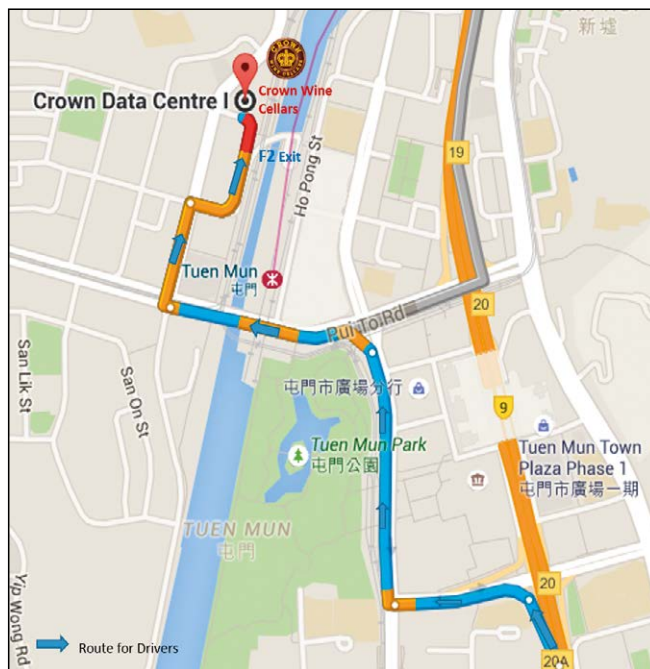 新墟
CROWN
WINE CELLARS
Crown Data Centre I
Crown Wine
Cellars
F2 Exit
Ho Pong St
19
Tuen Mun
屯門
20
Pui To Rd
San Lik St
San On St
屯門市廣場分行
9
Tuen Mun Park
屯門公園
Tuen Mun Town
Plaza Phase 1
屯門市廣場一期
TUEN MUN
屯門
Yip Wong Rd
20
Route for Drivers
20A